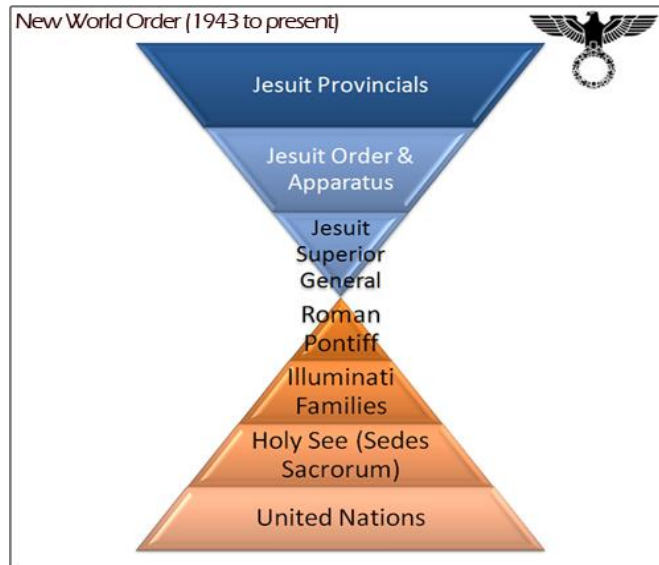 New World Order (1943 to present)
Jesuit Provincials
Jesuit Order &
Apparatus
Jesuit
Superior
General
Roman
Pontiff
Illuminati
Families
Holy See (Sedes
Sacrorum)
United Nations